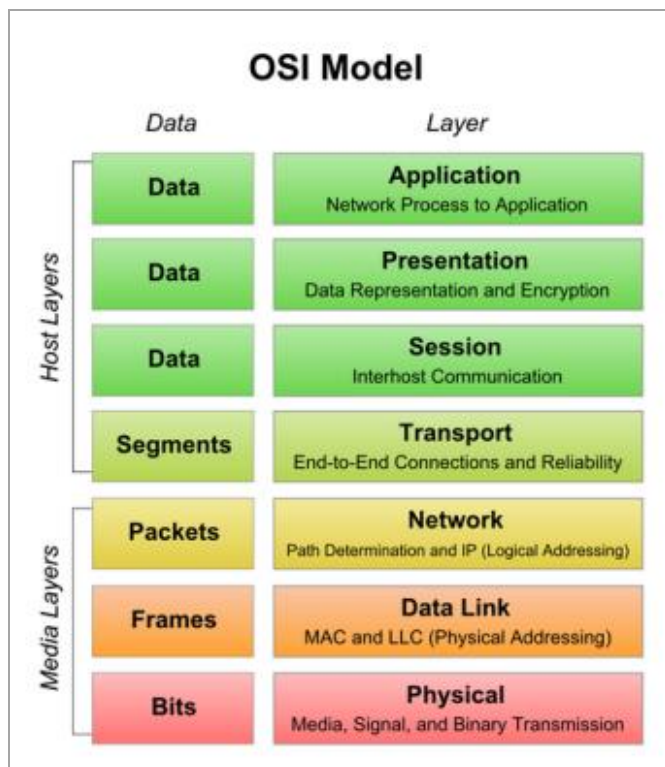 OSI Model
Data Layer
Host Layers
Data
Application
Network Process to Application
Data
Presentation
Data Representation and Encryption
Data
Session
Interhost Communication
Segments
Transport
End-to-End Connections and Reliability
Media Layers
Packets
Network
Path Determination and IP (Logical Addressing)
Frames
Data Link
MAC and LLC (Physical Addressing)
Bits
Physical
Media, Signal, and Binary Transmission